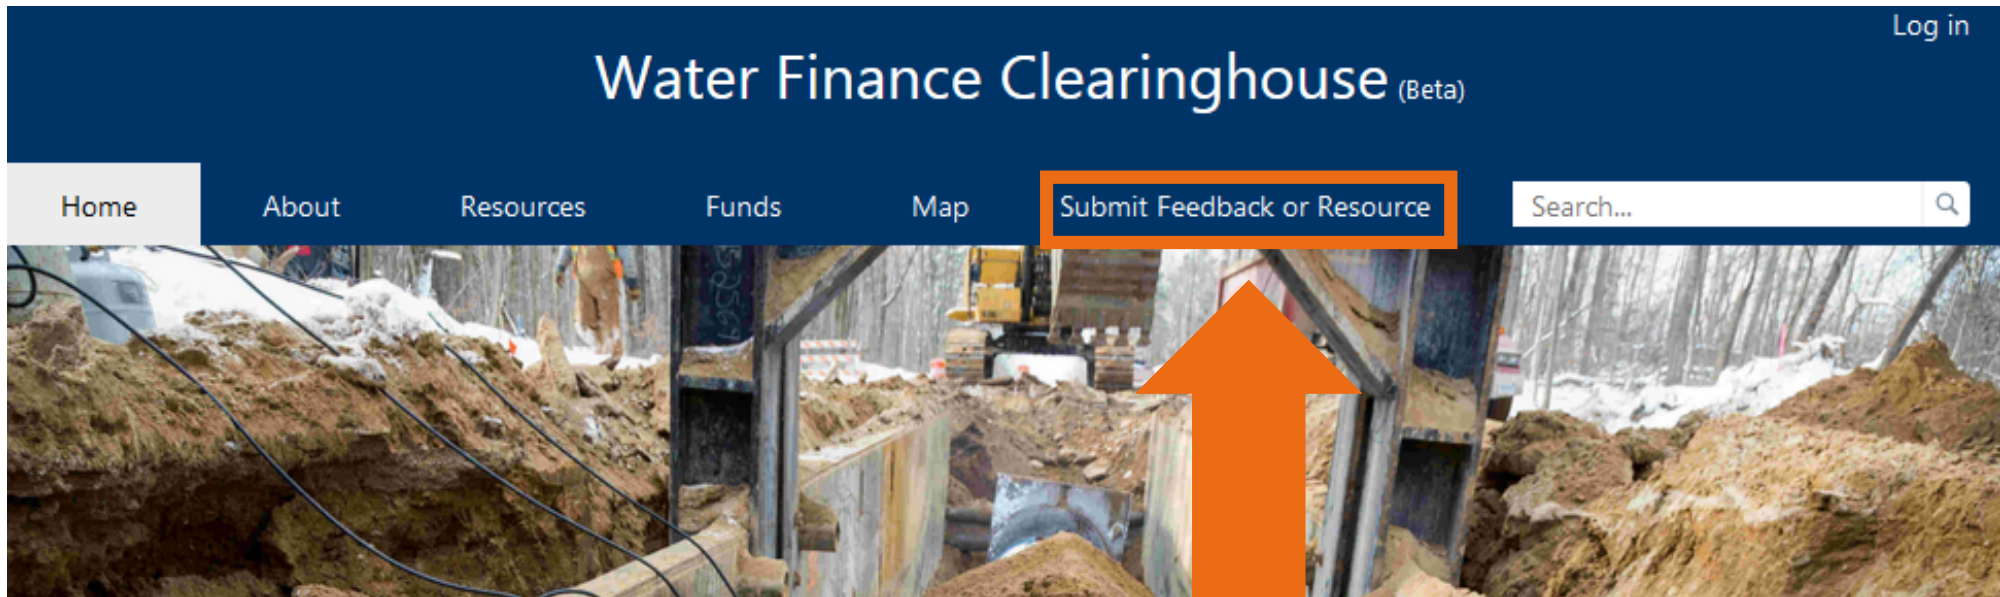 Log in
Water Finance Clearinghouse (Beta)
Home About Resources Funds Map Submit Feedback or Resource Search...